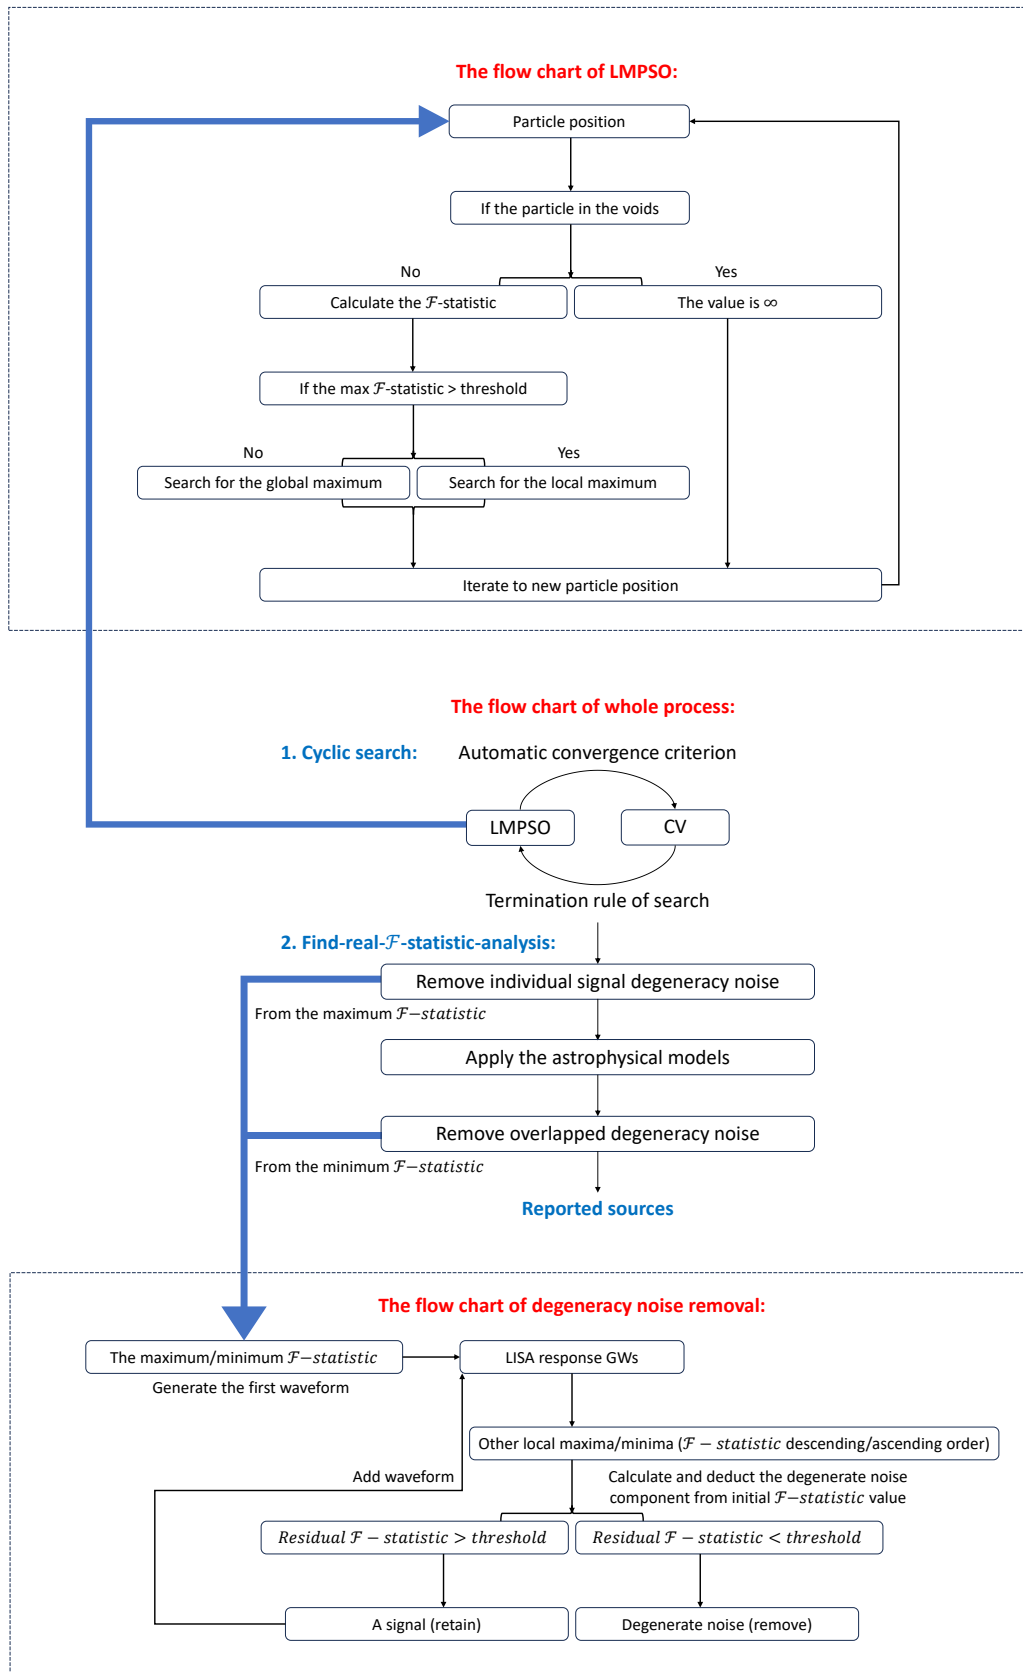 The flow chart of LMPSO:
Particle position
If the particle in the voids
No
Yes
Calculate the ℱ-statistic
The value is ∞
If the max ℱ-statistic > threshold
No
Yes
Search for the global maximum
Search for the local maximum
Iterate to new particle position
The flow chart of whole process:
1. Cyclic search:
Automatic convergence criterion
LMPSO
CV
Termination rule of search
2. Find-real-ℱ-statistic-analysis:
Remove individual signal degeneracy noise
From the maximum ℱ−statistic
Apply the astrophysical models
Remove overlapped degeneracy noise
From the minimum ℱ−statistic
Reported sources
The flow chart of degeneracy noise removal:
The maximum/minimum ℱ−statistic
LISA response GWs
Generate the first waveform
Other local maxima/minima (ℱ − statistic descending/ascending order)
Add waveform
Calculate and deduct the degenerate noise
component from initial ℱ−statistic value
Residual ℱ − statistic > threshold
Residual ℱ − statistic < threshold
A signal (retain)
Degenerate noise (remove)